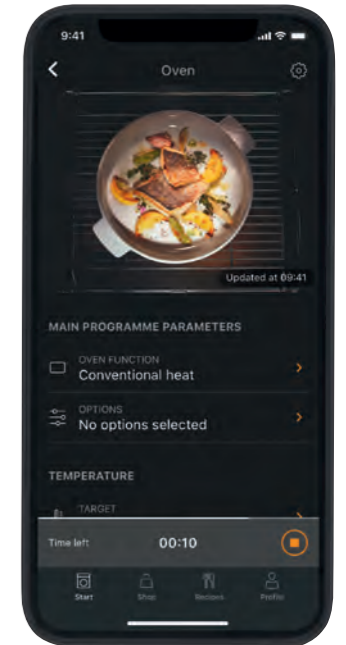 9:41
Oven
Updated at 09:41
MAIN PROGRAMME PARAMETERS
OVEN FUNCTION
Conventional heat
OPTIONS
No options selected
TEMPERATURE
TARGET
Time left 00:10
Start Shop Recipes Profile